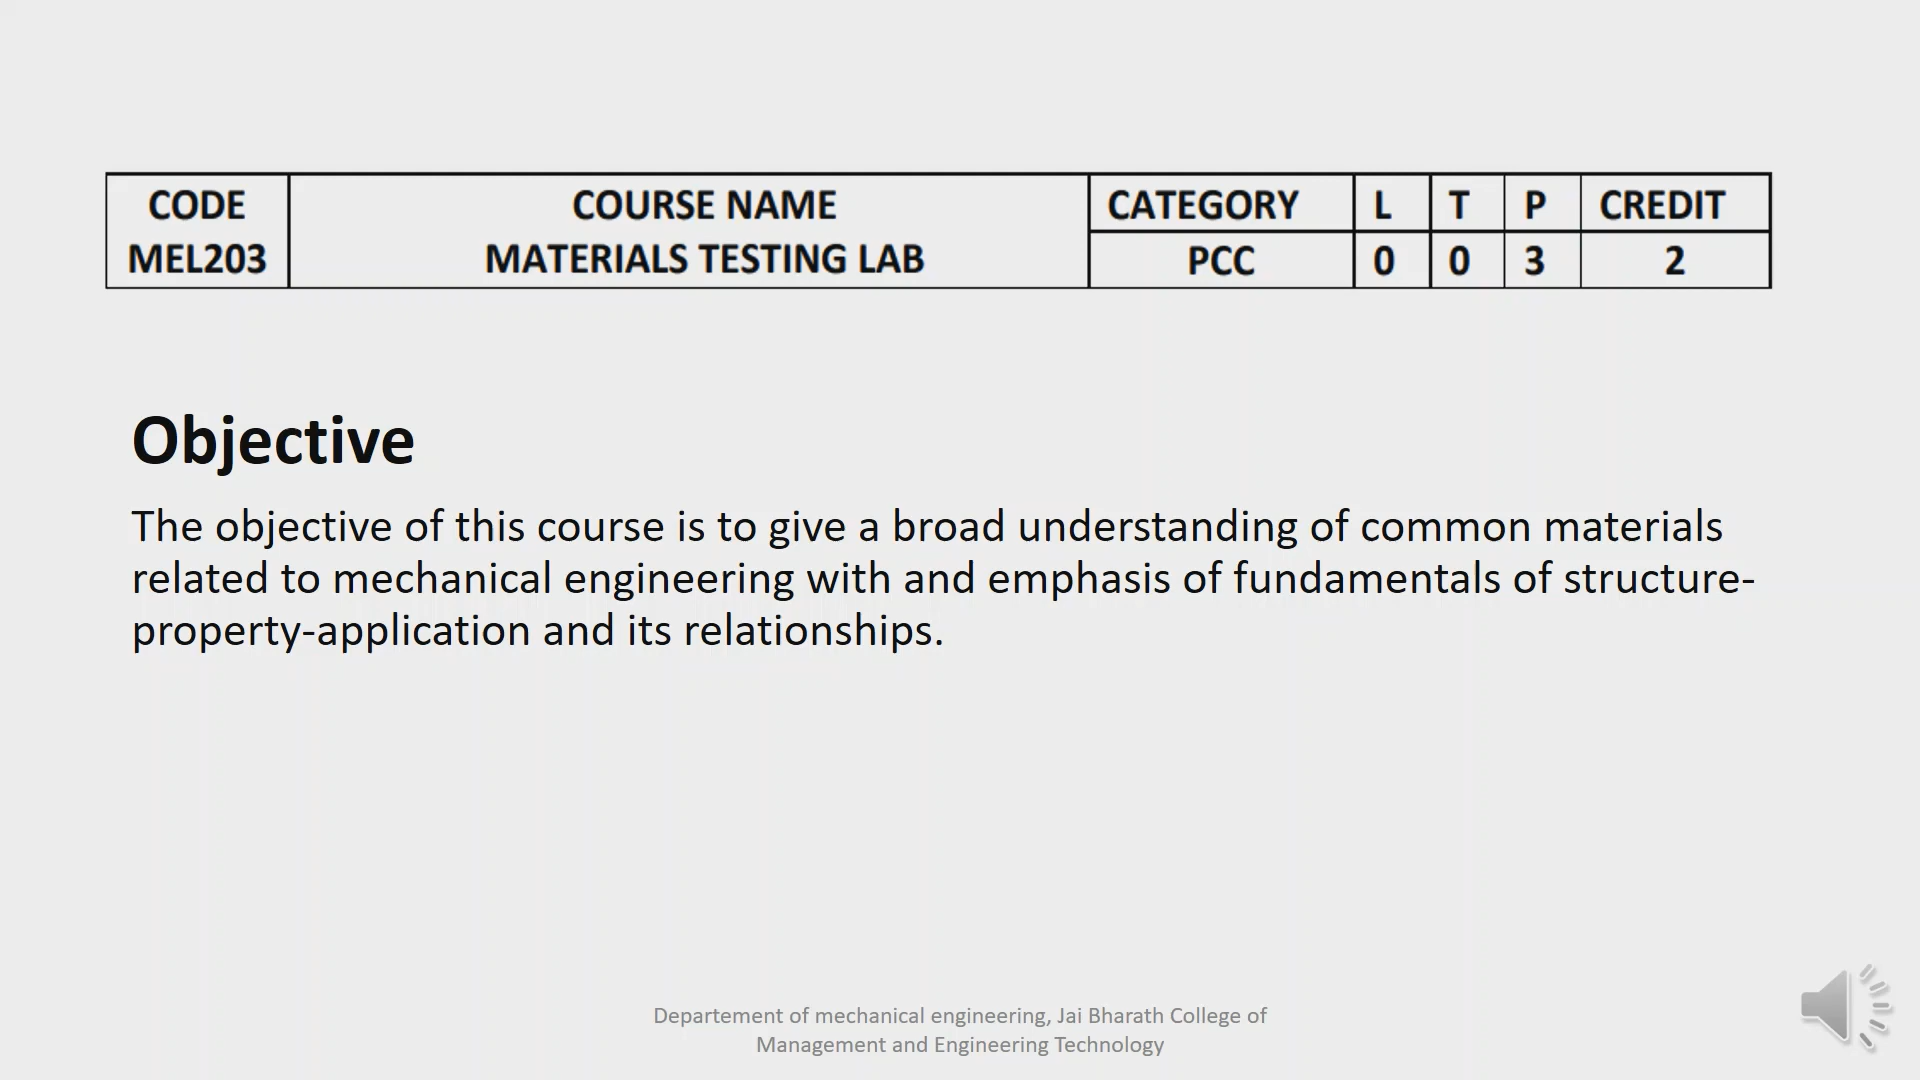 CODE COURSE NAME CATEGORY L T P CREDIT
MEL203 MATERIALS TESTING LAB PCC 0 0 3 2
Objective
The objective of this course is to give a broad understanding of common materials
related to mechanical engineering with and emphasis of fundamentals of structure-
property-application and its relationships.
Departement of mechanical engineering, Jai Bharath College of
Management and Engineering Technology